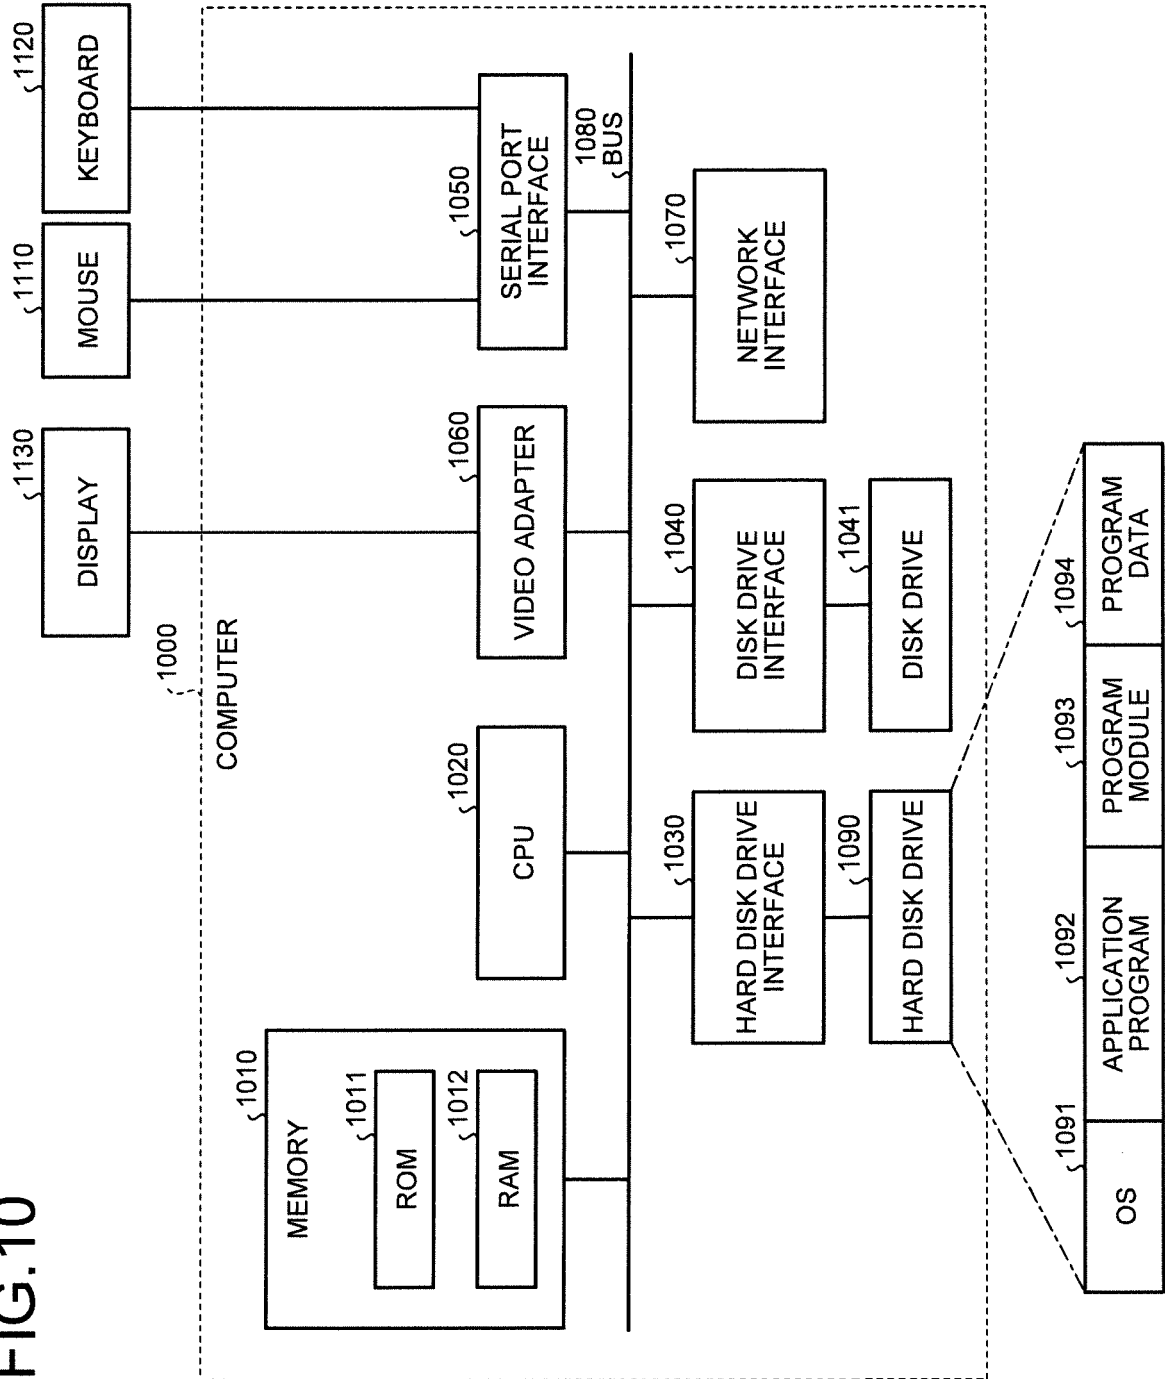 FIG.10
1130
DISPLAY
1110
MOUSE
1120
KEYBOARD
1000
COMPUTER
1010
MEMORY
1011
ROM
1012
RAM
1020
CPU
1060
VIDEO ADAPTER
1050
SERIAL PORT
INTERFACE
1080
BUS
1030
HARD DISK DRIVE
INTERFACE
1040
DISK DRIVE
INTERFACE
1070
NETWORK
INTERFACE
1090
HARD DISK DRIVE
1041
DISK DRIVE
1091
OS
1092
APPLICATION
PROGRAM
1093
PROGRAM
MODULE
1094
PROGRAM
DATA